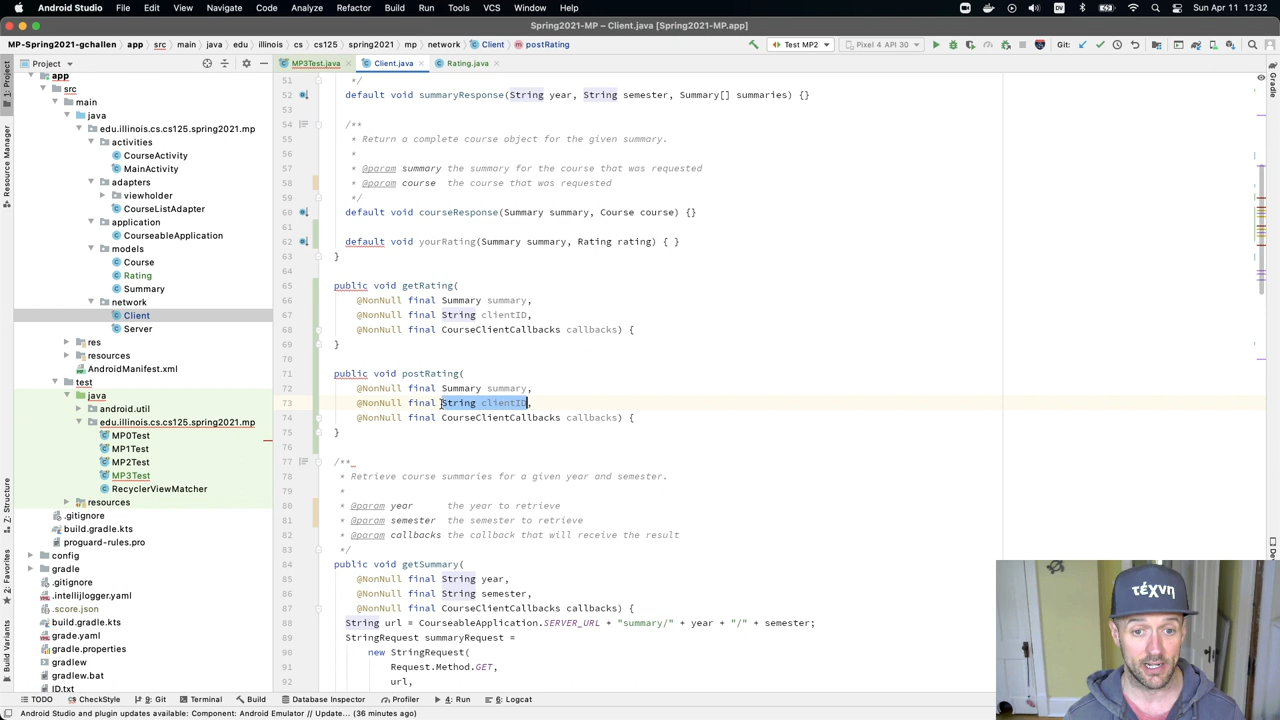 Android Studio File Edit View Navigate Code Analyze Refactor Build Run Tools VCS Window Help Sun Apr 11 12:32
Spring2021-MP – Client.java [Spring2021-MP.app]
MP-Spring2021-gchallen app src main java edu illinois cs cs125 spring2021 mp network Client postRating Test MP2 Pixel 4 API 30 Git:
Project
MP3Test.java Client.java Rating.java
app
src
main
java
edu.illinois.cs.cs125.spring2021.mp
activities
CourseActivity
MainActivity
adapters
viewholder
CourseListAdapter
application
CourseableApplication
models
Course
Rating
Summary
network
Client
Server
res
resources
AndroidManifest.xml
test
java
android.util
edu.illinois.cs.cs125.spring2021.mp
MP0Test
MP1Test
MP2Test
MP3Test
RecyclerViewMatcher
resources
.gitignore
build.gradle.kts
proguard-rules.pro
config
gradle
.gitignore
.intellijlogger.yaml
.score.json
build.gradle.kts
grade.yaml
gradle.properties
gradlew
gradlew.bat
ID.txt
51 */
52 default void summaryResponse(String year, String semester, Summary[] summaries) {}
53
54 /**
55 * Return a complete course object for the given summary.
56 *
57 * @param summary the summary for the course that was requested
58 * @param course the course that was requested
59 */
60 default void courseResponse(Summary summary, Course course) {}
61
62 default void yourRating(Summary summary, Rating rating) { }
63 }
64
65 public void getRating(
66 @NonNull final Summary summary,
67 @NonNull final String clientID,
68 @NonNull final CourseClientCallbacks callbacks) {
69 }
70
71 public void postRating(
72 @NonNull final Summary summary,
73 @NonNull final String clientID,
74 @NonNull final CourseClientCallbacks callbacks) {
75 }
76
77 /**
78 * Retrieve course summaries for a given year and semester.
79 *
80 * @param year the year to retrieve
81 * @param semester the semester to retrieve
82 * @param callbacks the callback that will receive the result
83 */
84 public void getSummary(
85 @NonNull final String year,
86 @NonNull final String semester,
87 @NonNull final CourseClientCallbacks callbacks) {
88 String url = CourseableApplication.SERVER_URL + "summary/" + year + "/" + semester;
89 StringRequest summaryRequest =
90 new StringRequest(
91 Request.Method.GET,
92 url,
1: Project
Resource Manager
7: Structure
2: Favorites
Build Variants
Gradle
τέχνη
TODO CheckStyle 9: Git Terminal Build Database Inspector Profiler 4: Run 6: Logcat
Android Studio and plugin updates available: Component: Android Emulator // Update... (36 minutes ago)